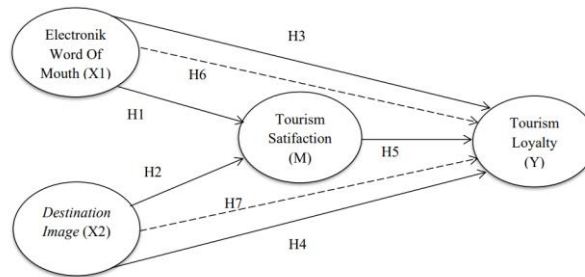 Electronik
Word Of
Mouth (X1)
H3
H6
H1
Tourism
Satifaction
(M)
H5
Tourism
Loyalty
(Y)
H2
Destination
Image (X2)
H7
H4